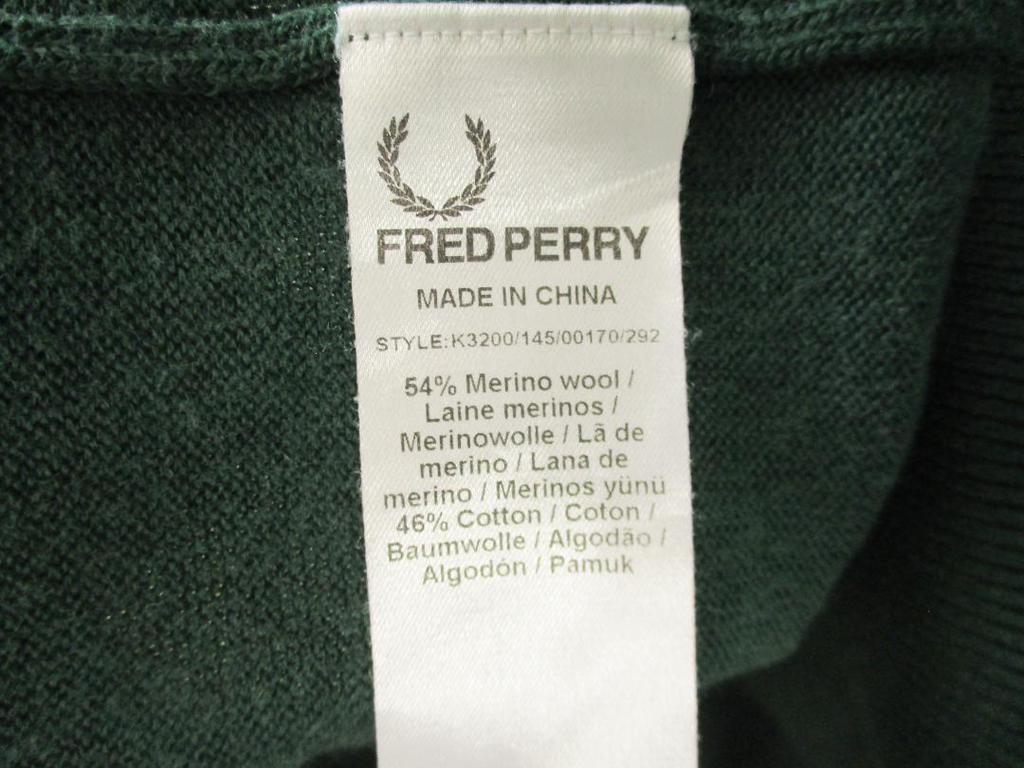 FRED PERRY
MADE IN CHINA
STYLE:K3200/145/00170/292
54% Merino wool /
Laine merinos /
Merinowolle / Lã de
merino / Lana de
merino / Merinos yünü
46% Cotton / Coton /
Baumwolle / Algodão /
Algodón / Pamuk